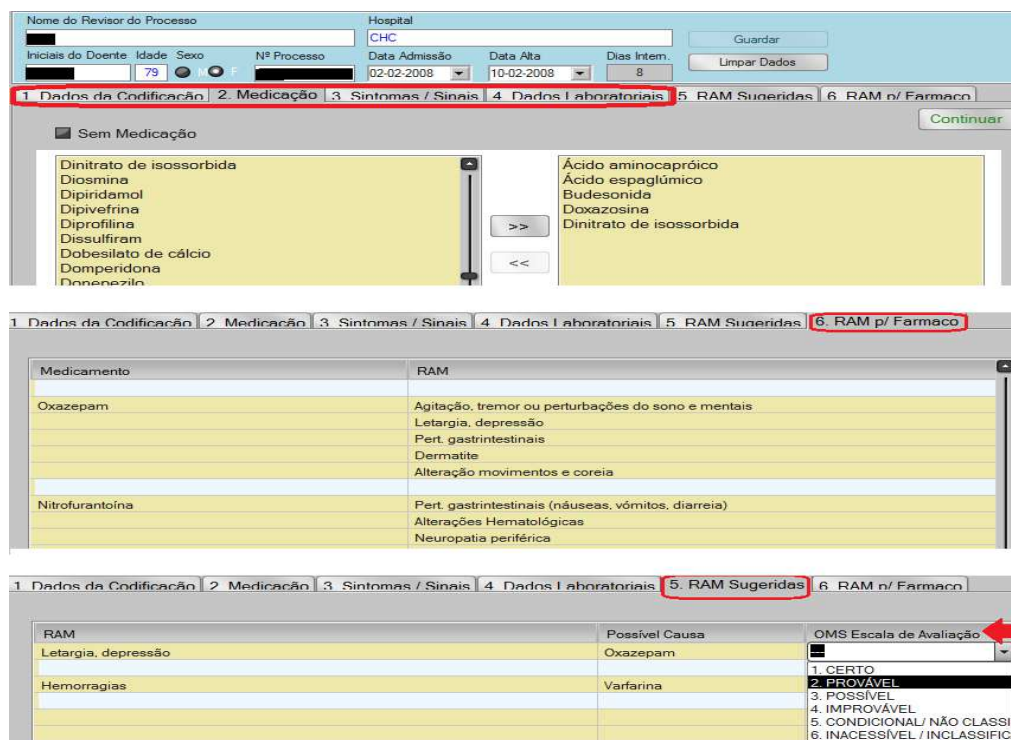 Nome do Revisor do Processo Hospital
CHC Guardar
Iniciais do Doente Idade Sexo Nº Processo Data Admissão Data Alta Dias Intern. Limpar Dados
79 M F 02-02-2008 10-02-2008 8
1. Dados da Codificação 2. Medicação 3. Sintomas / Sinais 4. Dados Laboratoriais 5. RAM Sugeridas 6. RAM p/ Farmaco
Continuar
Sem Medicação
Dinitrato de isossorbida
Diosmina
Dipiridamol
Dipivefrina
Diprofilina
Dissulfiram
Dobesilato de cálcio
Domperidona
Donepezilo
>>
<<
Ácido aminocapróico
Ácido espaglúmico
Budesonida
Doxazosina
Dinitrato de isossorbida
1. Dados da Codificação 2. Medicação 3. Sintomas / Sinais 4. Dados Laboratoriais 5. RAM Sugeridas 6. RAM p/ Farmaco
Medicamento RAM
Oxazepam Agitação, tremor ou perturbações do sono e mentais
Letargia, depressão
Pert. gastrintestinais
Dermatite
Alteração movimentos e coreia
Nitrofurantoína Pert. gastrintestinais (náuseas, vómitos, diarreia)
Alterações Hematológicas
Neuropatia periférica
1. Dados da Codificação 2. Medicação 3. Sintomas / Sinais 4. Dados Laboratoriais 5. RAM Sugeridas 6. RAM p/ Farmaco
RAM Possível Causa OMS Escala de Avaliação
Letargia, depressão Oxazepam ---
1. CERTO
Hemorragias Varfarina 2. PROVÁVEL
3. POSSÍVEL
4. IMPROVÁVEL
5. CONDICIONAL/ NÃO CLASSI
6. INACESSÍVEL / INCLASSIFIC